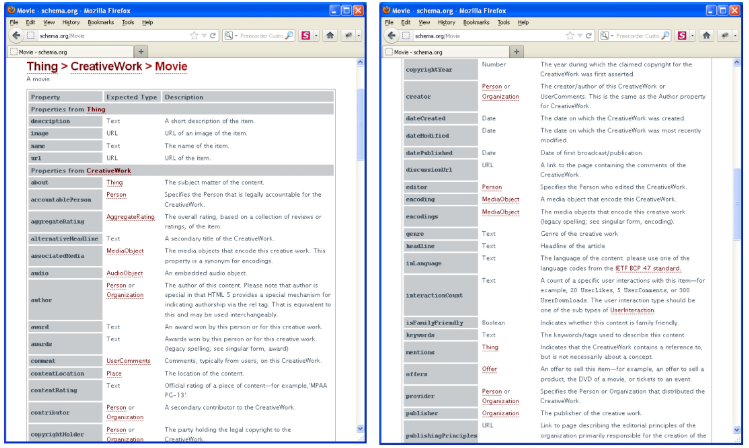 Movie - schema.org - Mozilla Firefox
File Edit View History Bookmarks Tools Help
schema.org/Movie
Movie - schema.org
Thing > CreativeWork > Movie
A movie.
Property Expected Type Description
Properties from Thing
description Text A short description of the item.
image URL URL of an image of the item.
name Text The name of the item.
url URL URL of the item.
Properties from CreativeWork
about Thing The subject matter of the content.
accountablePerson Person Specifies the Person that is legally accountable for the
CreativeWork.
aggregateRating AggregateRating The overall rating, based on a collection of reviews or
ratings, of the item.
alternativeHeadline Text A secondary title of the CreativeWork.
associatedMedia MediaObject The media objects that encode this creative work. This
property is a synonym for encodings.
audio AudioObject An embedded audio object.
author Person or
Organization The author of this content. Please note that author is
special in that HTML 5 provides a special mechanism for
indicating authorship via the rel tag. That is equivalent to
this and may be used interchangeably.
award Text An award won by this person or for this creative work.
awards Text Awards won by this person or for this creative work.
(legacy spelling; see singular form, award)
comment UserComments Comments, typically from users, on this CreativeWork.
contentLocation Place The location of the content.
contentRating Text Official rating of a piece of content—for example,'MPAA
PG-13'.
contributor Person or
Organization A secondary contributor to the CreativeWork.
copyrightHolder Person or
Organization The party holding the legal copyright to the
CreativeWork.
Movie - schema.org - Mozilla Firefox
File Edit View History Bookmarks Tools Help
schema.org/Movie
Movie - schema.org
copyrightYear Number The year during which the claimed copyright for the
CreativeWork was first asserted.
creator Person or
Organization The creator/author of this CreativeWork or
UserComments. This is the same as the Author property
for CreativeWork.
dateCreated Date The date on which the CreativeWork was created.
dateModified Date The date on which the CreativeWork was most recently
modified.
datePublished Date Date of first broadcast/publication.
discussionUrl URL A link to the page containing the comments of the
CreativeWork.
editor Person Specifies the Person who edited the CreativeWork.
encoding MediaObject A media object that encode this CreativeWork.
encodings MediaObject The media objects that encode this creative work
(legacy spelling; see singular form, encoding).
genre Text Genre of the creative work
headline Text Headline of the article
inLanguage Text The language of the content. please use one of the
language codes from the IETF BCP 47 standard.
interactionCount Text A count of a specific user interactions with this item—for
example, 20 UserLikes, 5 UserComments, or 300
UserDownloads. The user interaction type should be
one of the sub types of UserInteraction.
isFamilyFriendly Boolean Indicates whether this content is family friendly.
keywords Text The keywords/tags used to describe this content.
mentions Thing Indicates that the CreativeWork contains a reference to,
but is not necessarily about a concept.
offers Offer An offer to sell this item—for example, an offer to sell a
product, the DVD of a movie, or tickets to an event.
provider Person or
Organization Specifies the Person or Organization that distributed the
CreativeWork.
publisher Organization The publisher of the creative work.
publishingPrinciples URL Link to page describing the editorial principles of the
organization primarily responsible for the creation of the